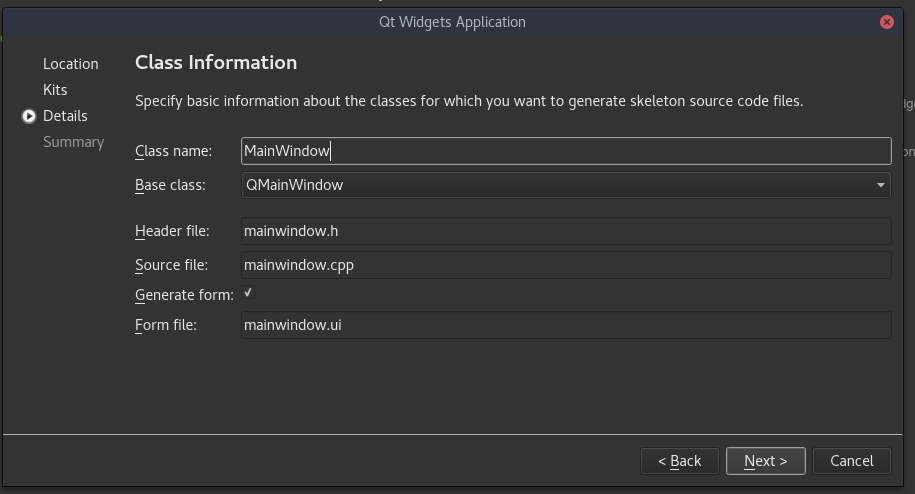 Qt Widgets Application
Location
Kits
Details
Summary
Class Information
Specify basic information about the classes for which you want to generate skeleton source code files.
Class name: MainWindow
Base class: QMainWindow
Header file: mainwindow.h
Source file: mainwindow.cpp
Generate form:
Form file: mainwindow.ui
< Back Next > Cancel